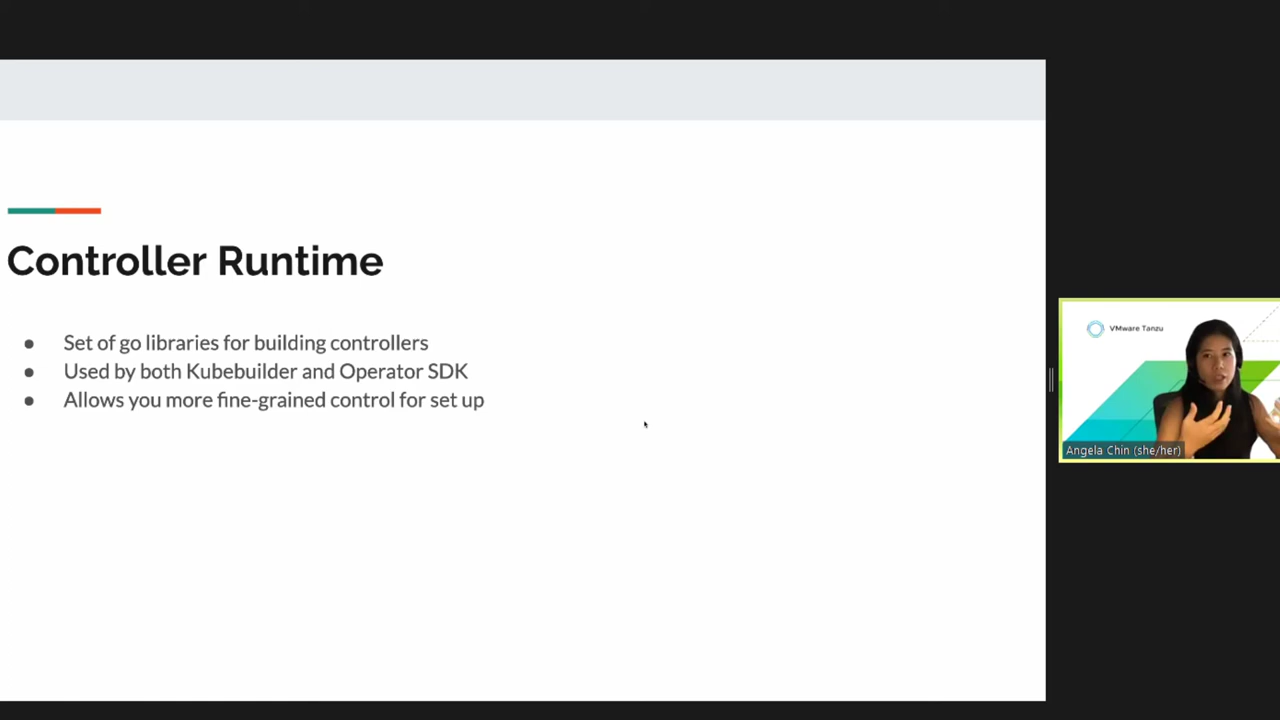 Controller Runtime
● Set of go libraries for building controllers
● Used by both Kubebuilder and Operator SDK
● Allows you more fine-grained control for set up
VMware Tanzu
Angela Chin (she/her)